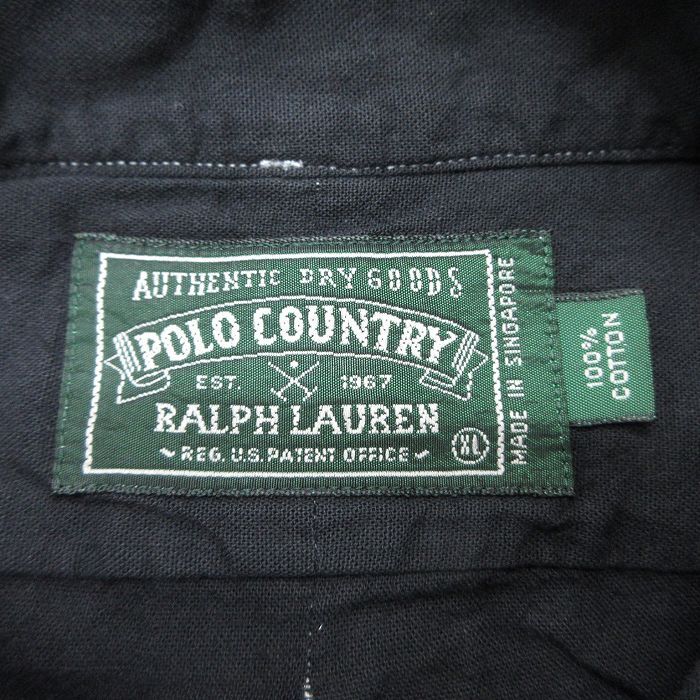 AUTHENTIC DRY GOODS
POLO COUNTRY
EST. 1967
RALPH LAUREN
REG. U.S. PATENT OFFICE
XL
MADE IN SINGAPORE
100%
COTTON